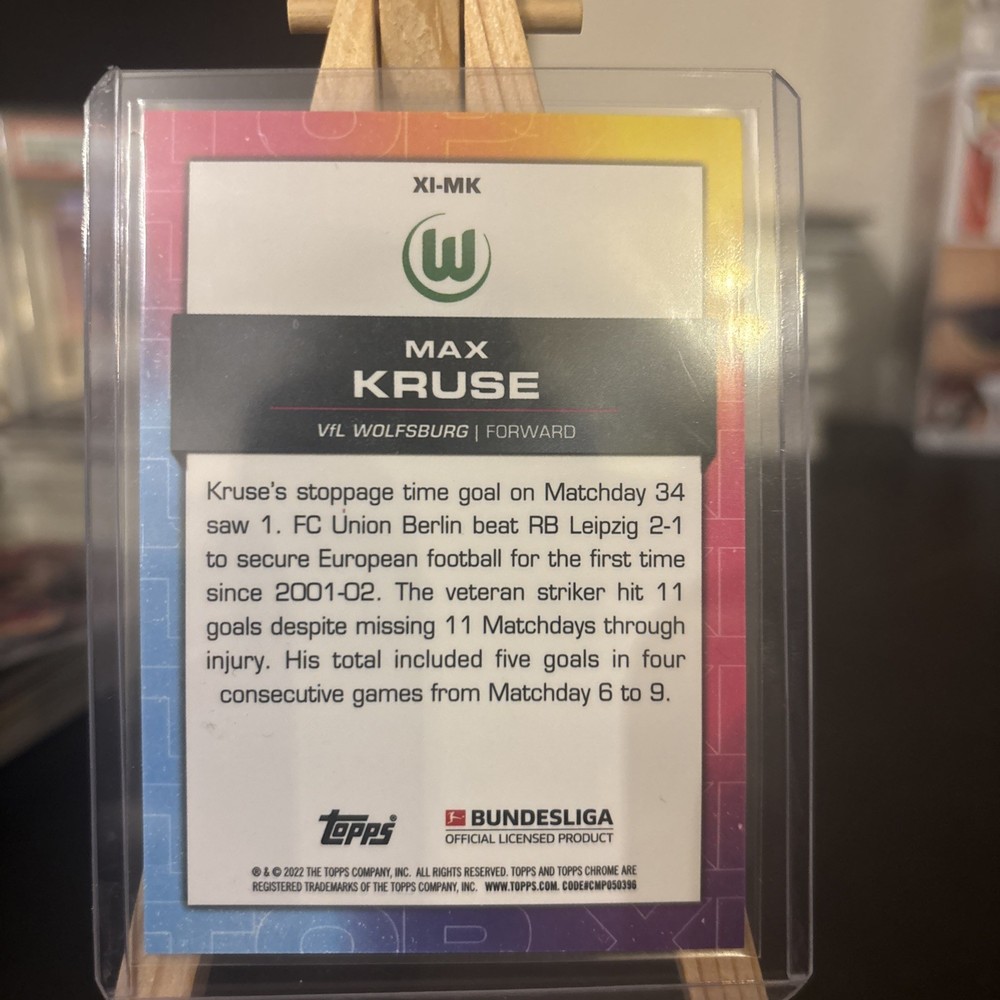 TOP X
XI-MK
W
MAX
KRUSE
VfL WOLFSBURG | FORWARD
Kruse's stoppage time goal on Matchday 34
saw 1. FC Union Berlin beat RB Leipzig 2-1
to secure European football for the first time
since 2001-02. The veteran striker hit 11
goals despite missing 11 Matchdays through
injury. His total included five goals in four
consecutive games from Matchday 6 to 9.
topps
BUNDESLIGA
OFFICIAL LICENSED PRODUCT
® & © 2022 THE TOPPS COMPANY, INC. ALL RIGHTS RESERVED. TOPPS AND TOPPS CHROME ARE
REGISTERED TRADEMARKS OF THE TOPPS COMPANY, INC. WWW.TOPPS.COM. CODE#CMP050396
TOP XI